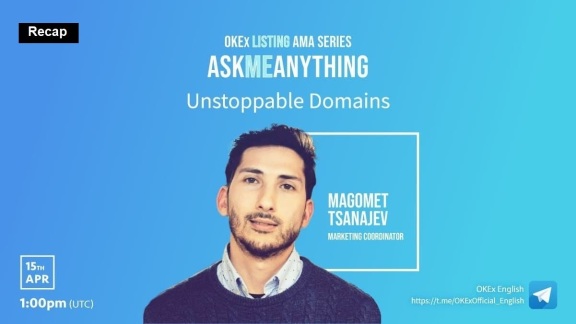 Recap
OKEx LISTING AMA SERIES
ASKMEANYTHING
Unstoppable Domains
MAGOMET
TSANAJEV
MARKETING COORDINATOR
15TH
APR
1:00pm (UTC)
OKEx English
https://t.me/OKExOfficial_English